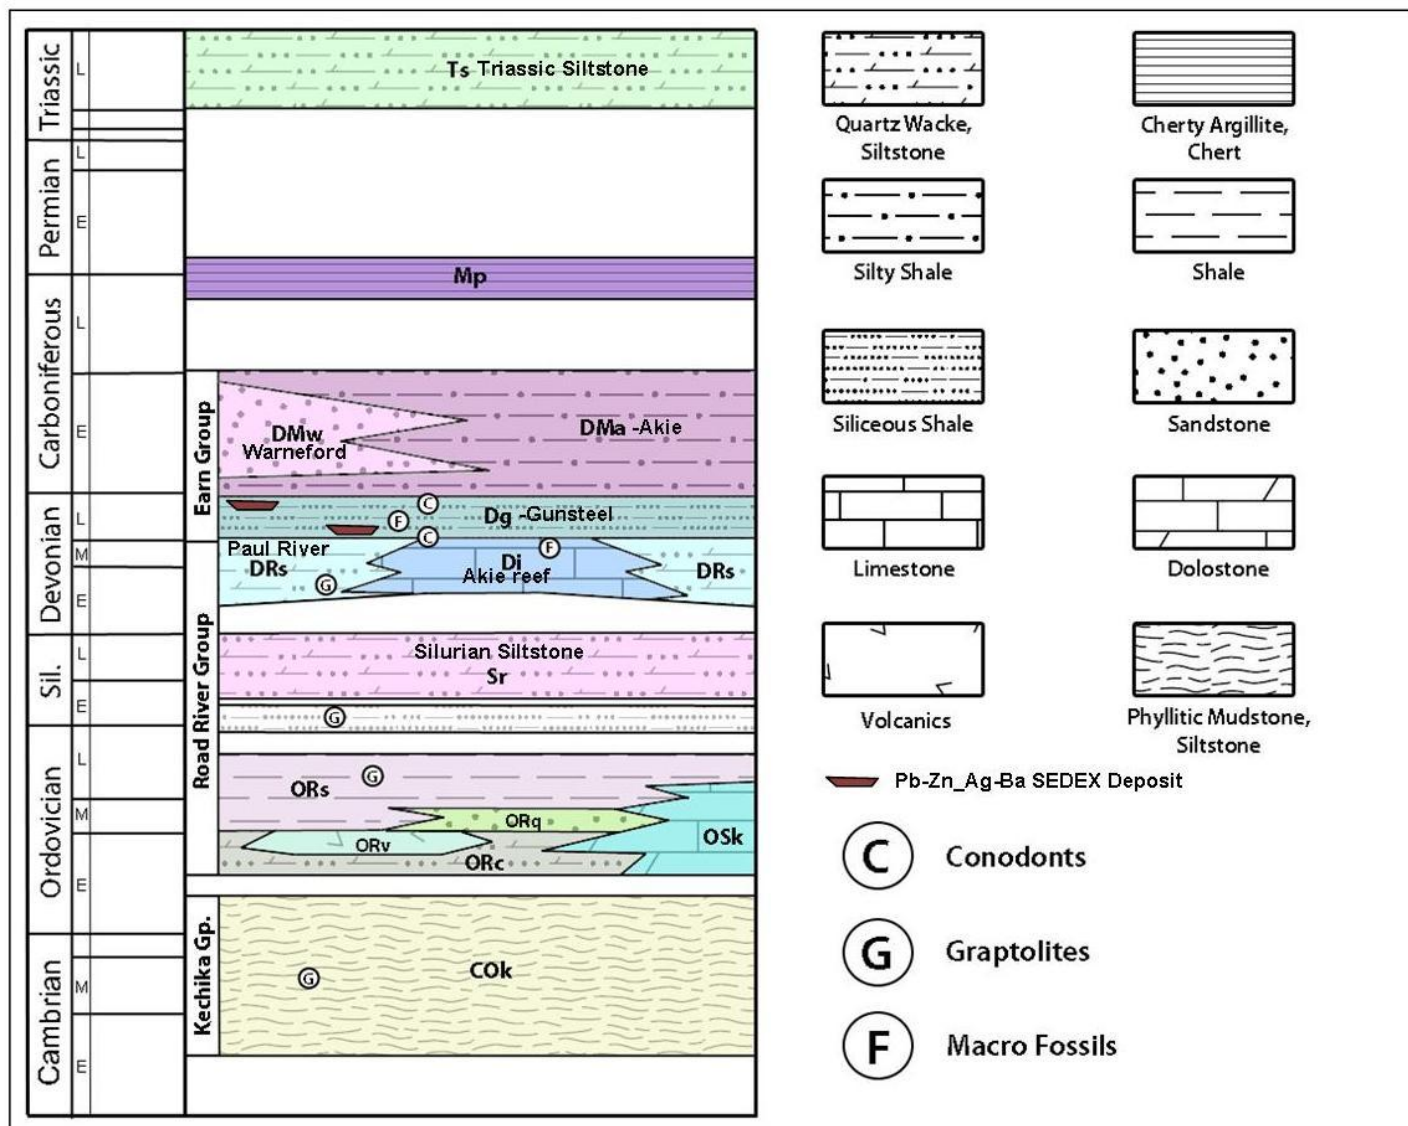 Triassic
L
Permian
L
E
Carboniferous
L
E
Devonian
L
M
E
Sil.
L
E
Ordovician
L
M
E
Cambrian
M
E
Earn Group
Road River Group
Kechika Gp.
Ts Triassic Siltstone
Mp
DMw
Warneford
DMa -Akie
C
F
Dg -Gunsteel
C
Paul River
DRs
G
F
Di
Akie reef
DRs
Silurian Siltstone
Sr
G
G
ORs
ORq
ORv
OSk
ORc
G
COk
Quartz Wacke,
Siltstone
Cherty Argillite,
Chert
Silty Shale
Shale
Siliceous Shale
Sandstone
Limestone
Dolostone
Volcanics
Phyllitic Mudstone,
Siltstone
Pb-Zn_Ag-Ba SEDEX Deposit
C Conodonts
G Graptolites
F Macro Fossils